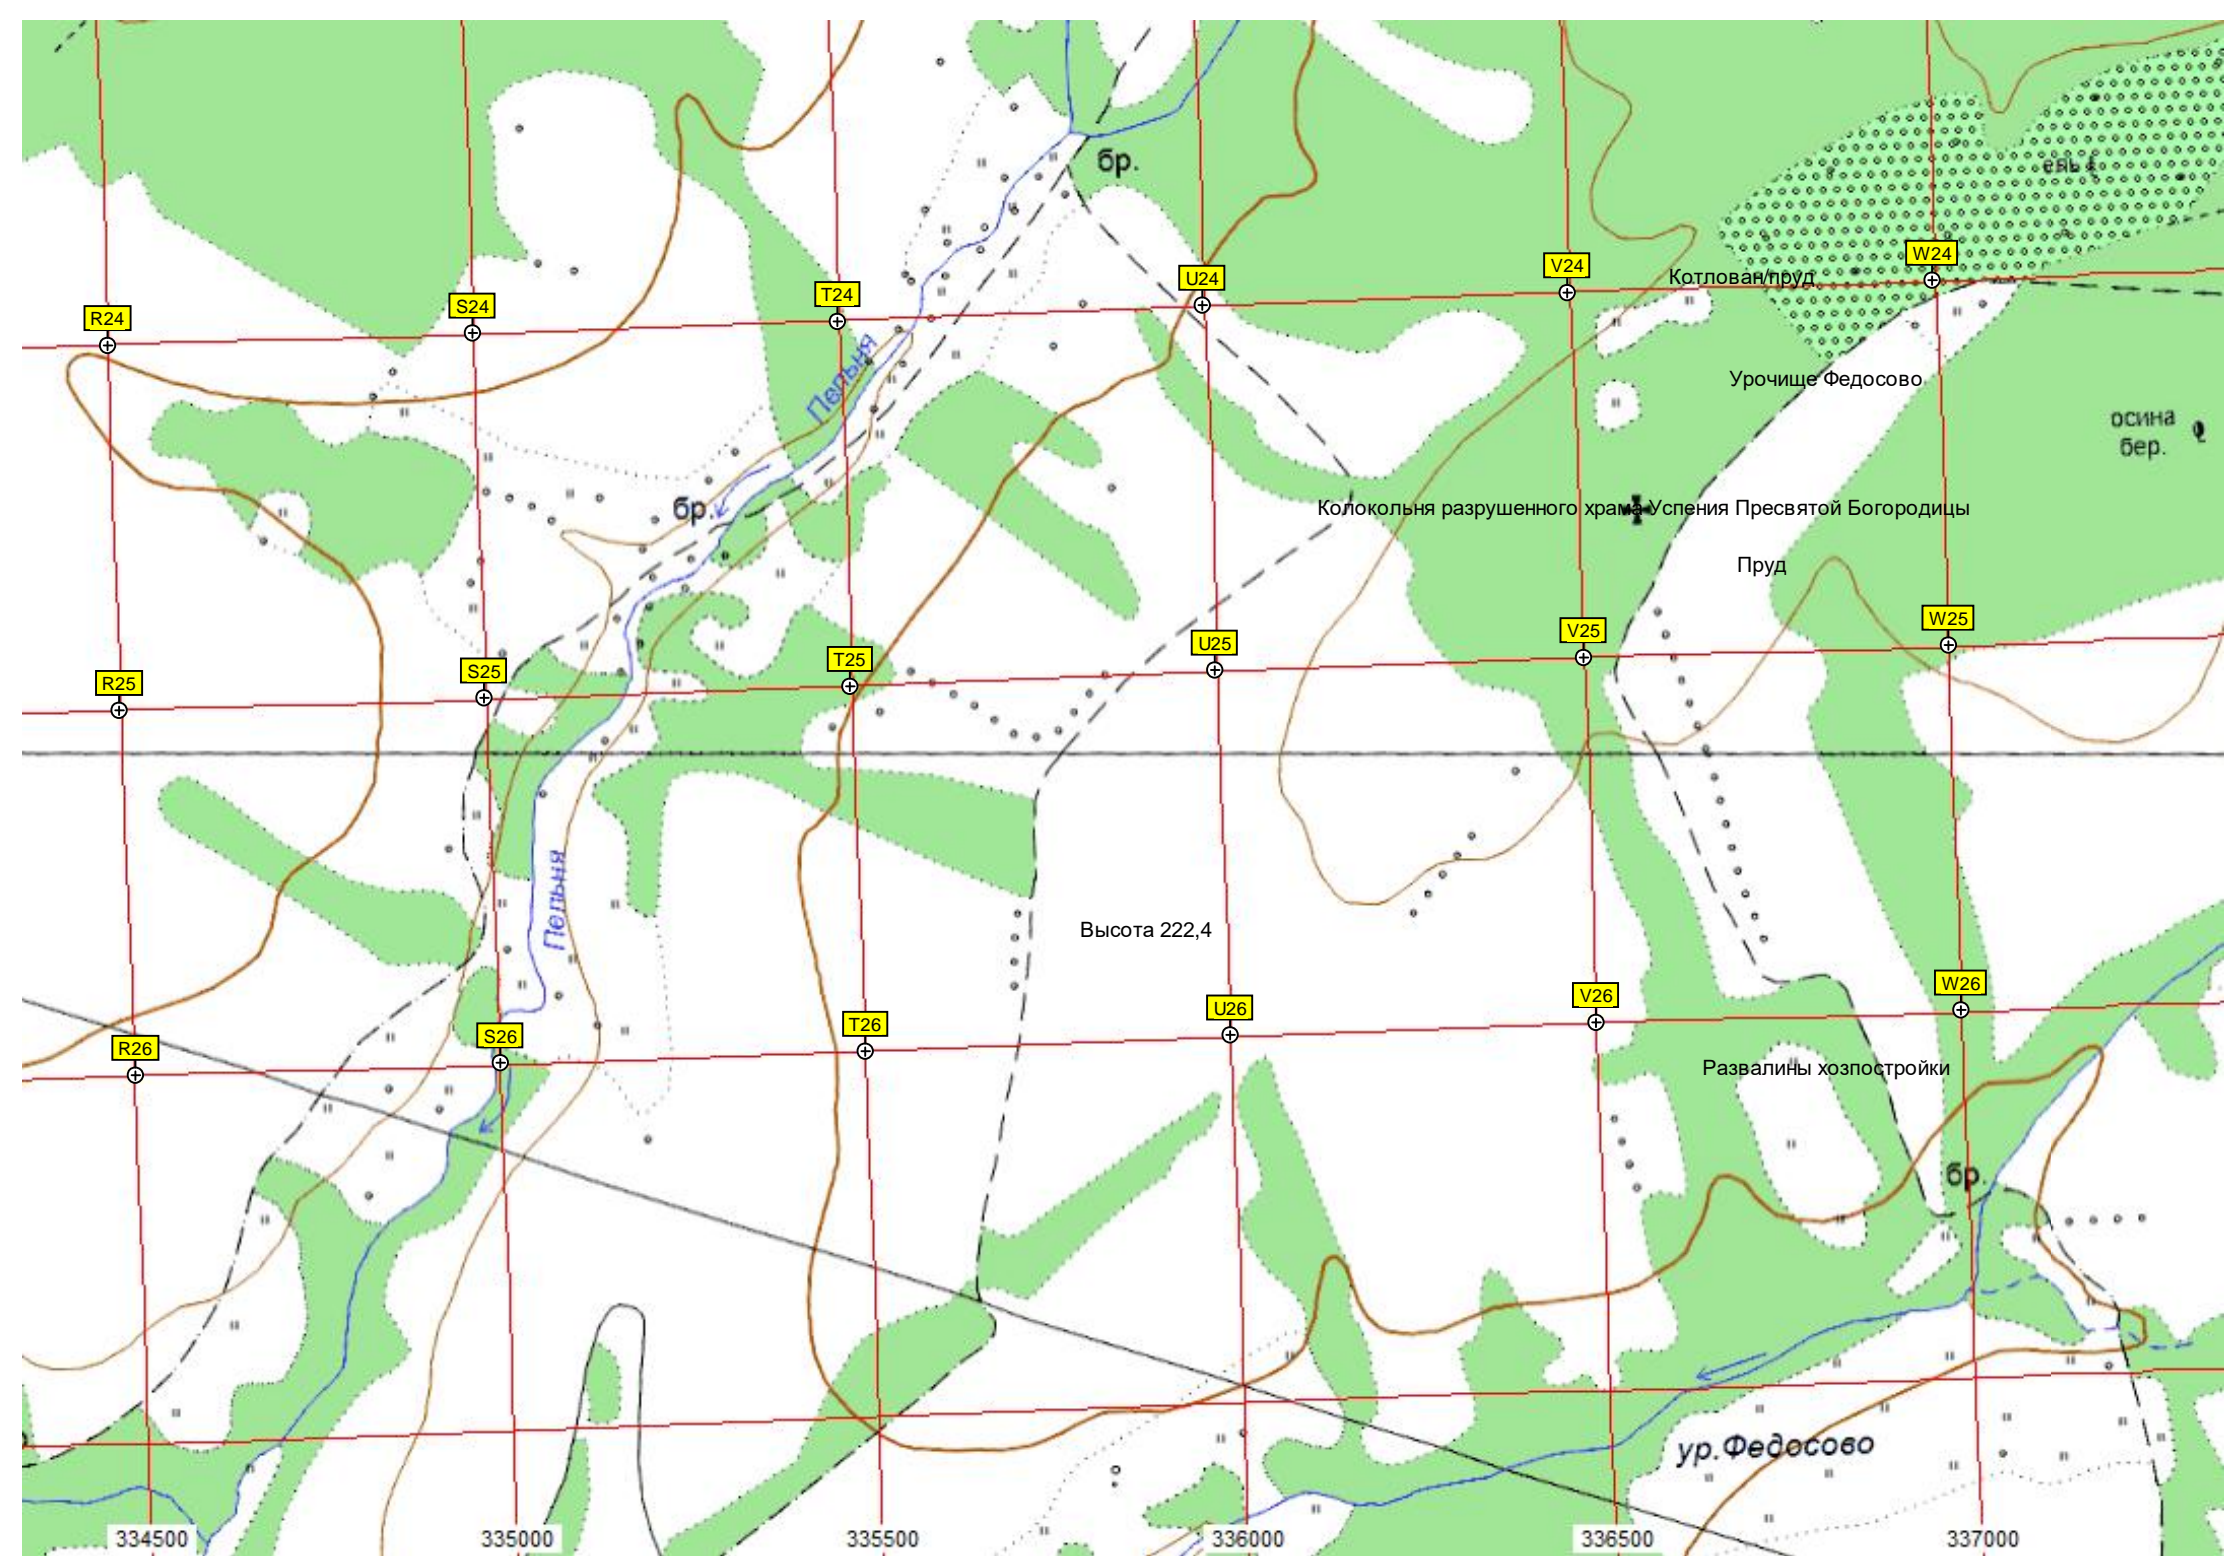 бр.
ель
W24
V24
U24
Котлован/пруд
T24
S24
R24
Пельня
Урочище Федосово
осина
бер.
бр.
Колокольня разрушенного храма Успения Пресвятой Богородицы
Пруд
W25
V25
U25
T25
S25
R25
Пельня
Высота 222,4
W26
V26
U26
T26
S26
R26
Развалины хозпостройки
бр.
ур.Федосово
334500
335000
335500
336000
336500
337000